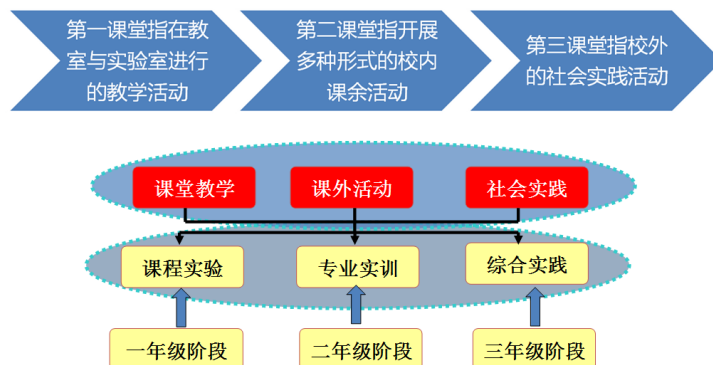 第一课堂指在教
室与实验室进行
的教学活动
第二课堂指开展
多种形式的校内
课余活动
第三课堂指校外
的社会实践活动
课堂教学
课外活动
社会实践
课程实验
专业实训
综合实践
一年级阶段
二年级阶段
三年级阶段